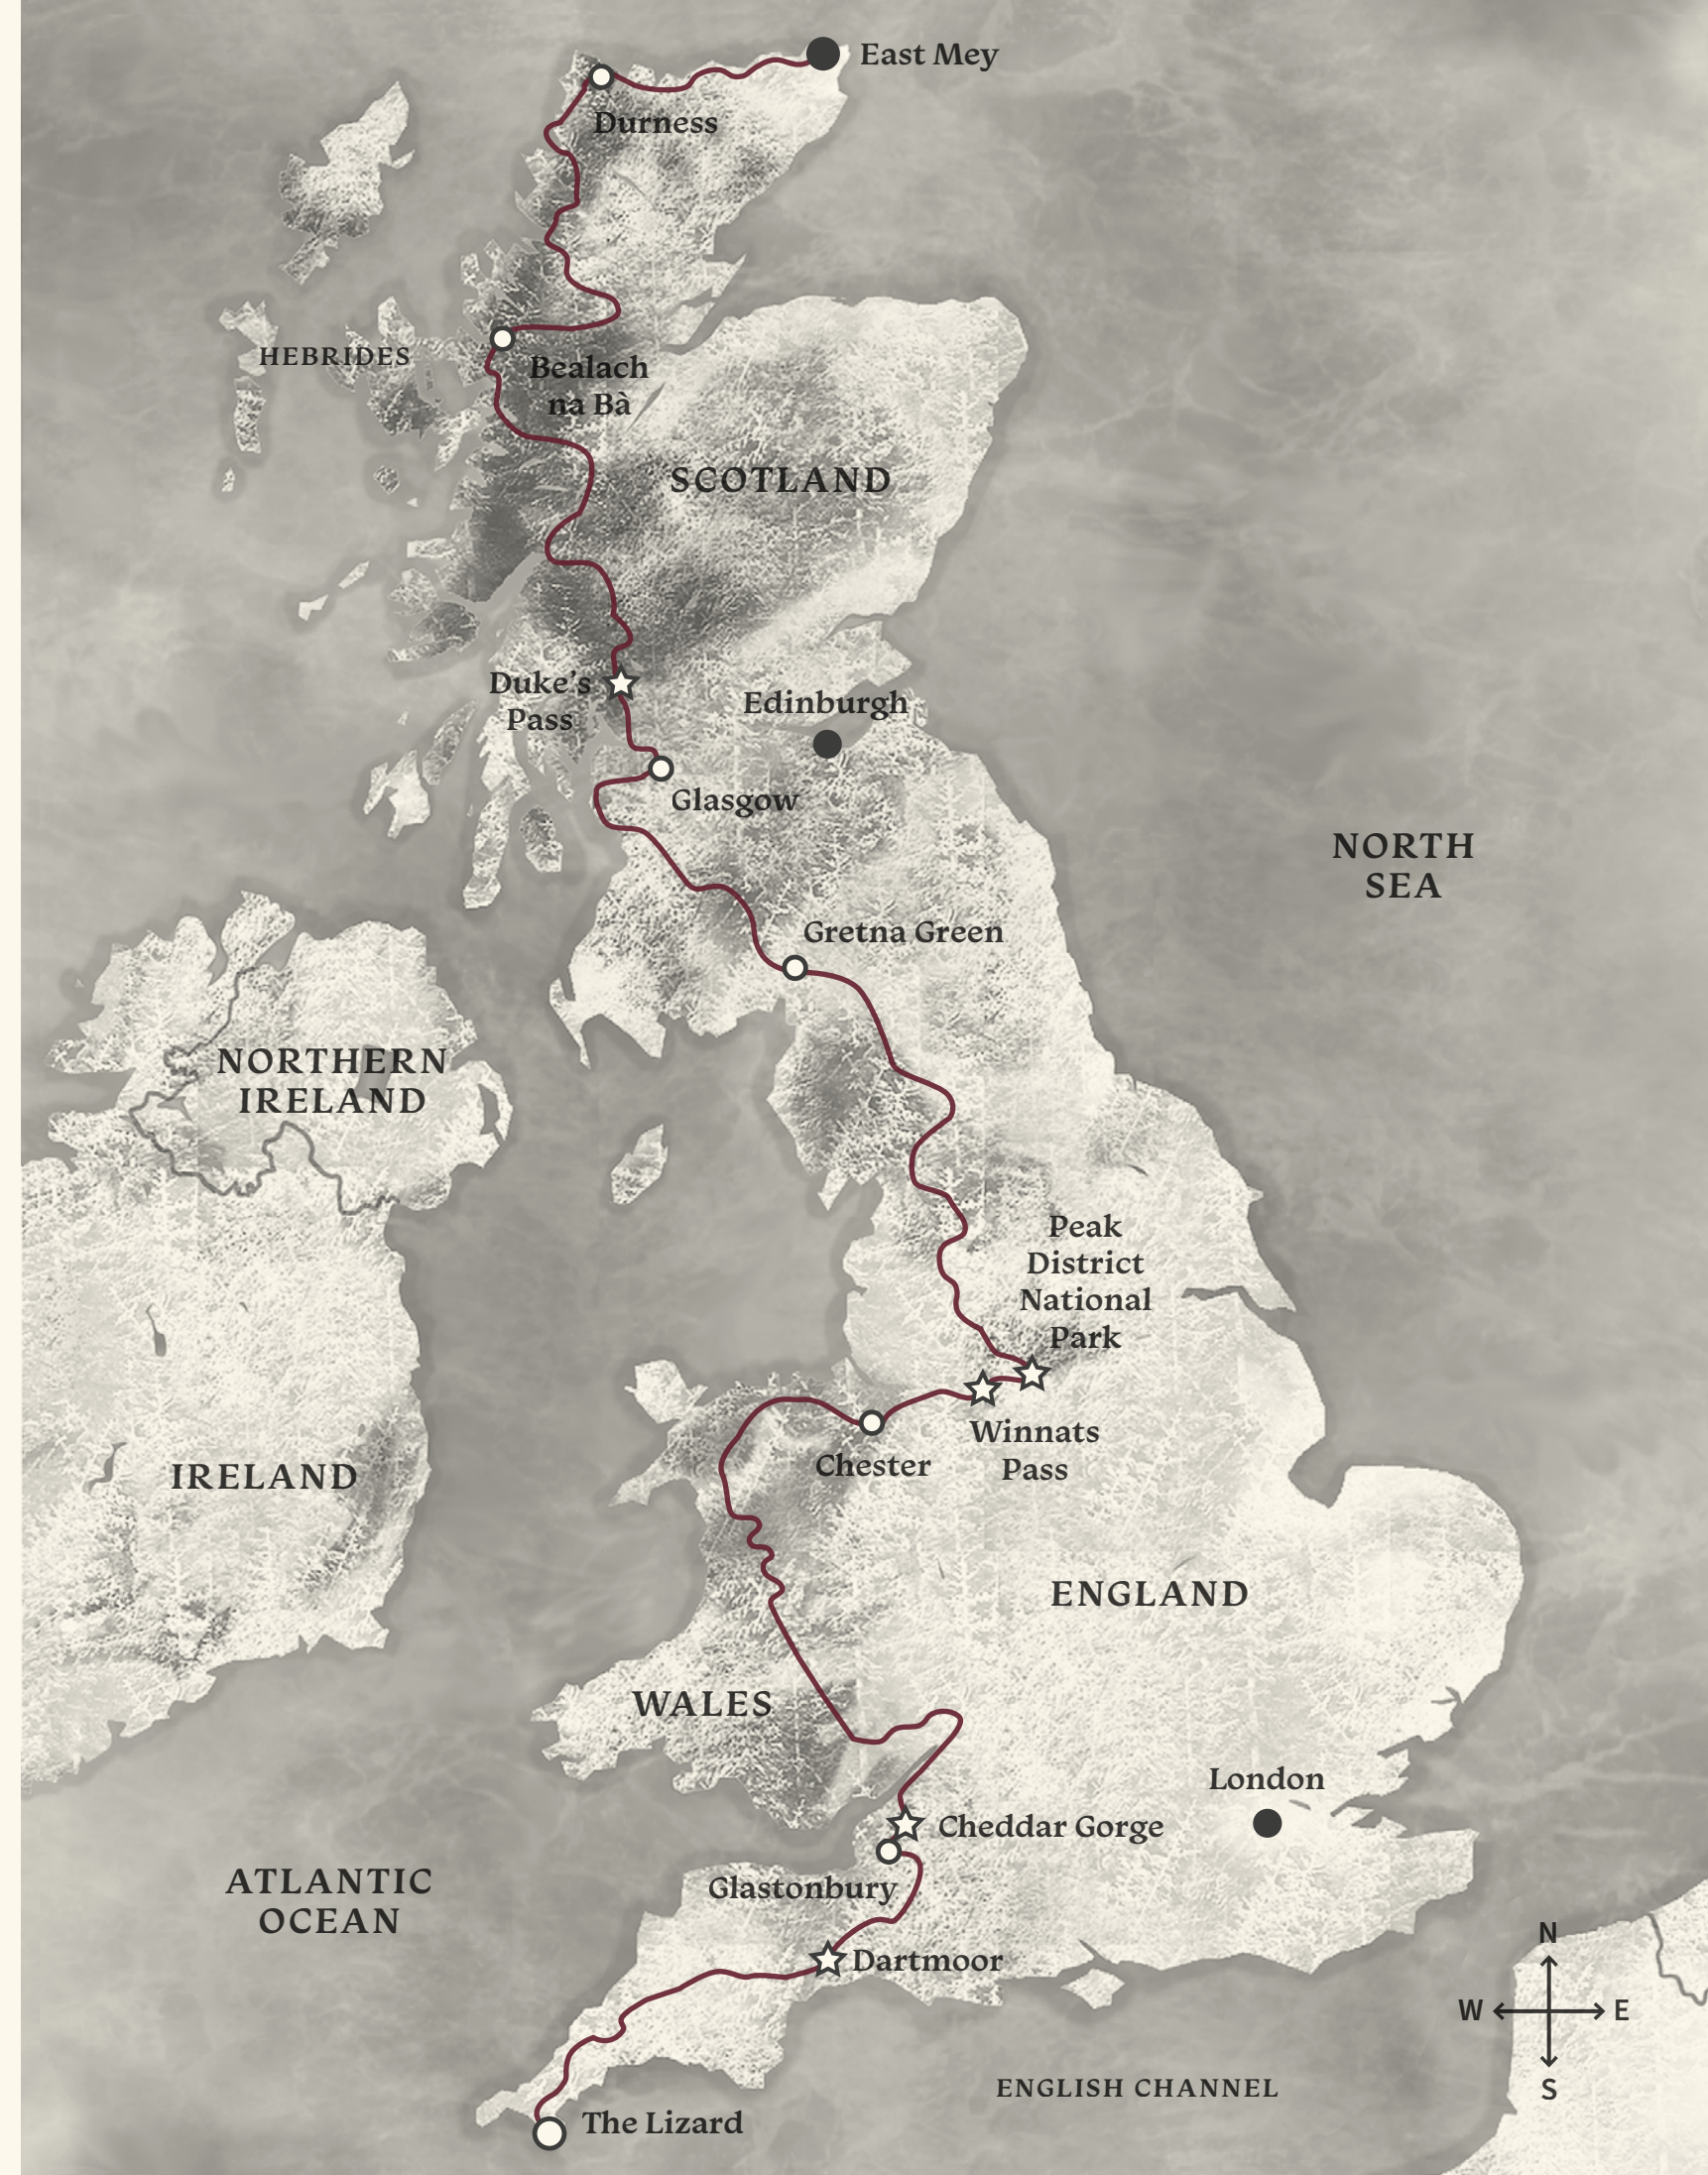 East Mey
Durness
HEBRIDES
Bealach
na Bà
SCOTLAND
Duke's
Pass
Edinburgh
Glasgow
NORTH
SEA
Gretna Green
NORTHERN
IRELAND
Peak
District
National
Park
Winnats
Pass
Chester
IRELAND
ENGLAND
WALES
London
Cheddar Gorge
ATLANTIC
OCEAN
Glastonbury
Dartmoor
N
W
E
S
ENGLISH CHANNEL
The Lizard